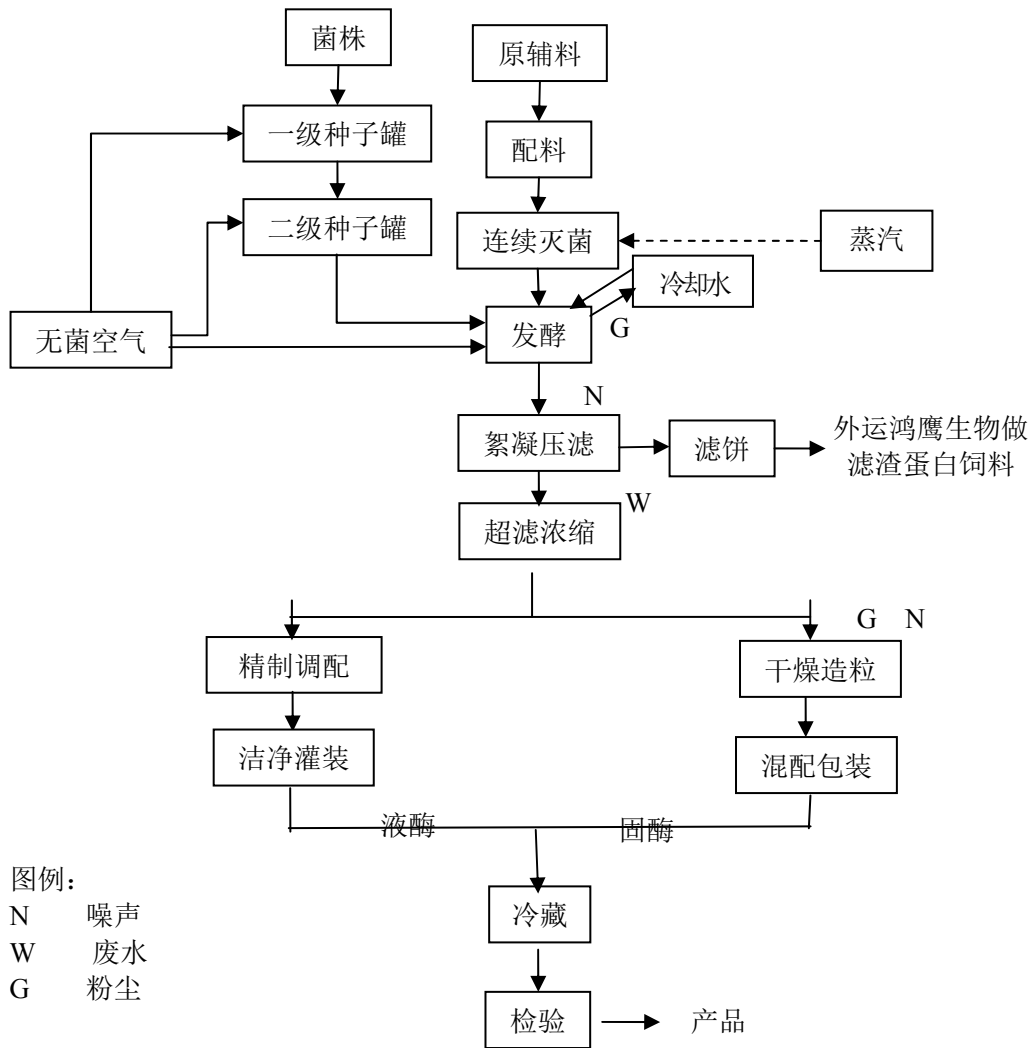 菌株
原辅料
一级种子罐
配料
二级种子罐
连续灭菌
蒸汽
冷却水
无菌空气
发酵
G
N
絮凝压滤
滤饼
外运鸿鹰生物做
滤渣蛋白饲料
W
超滤浓缩
G N
精制调配
干燥造粒
洁净灌装
混配包装
液酶
固酶
图例：
N 噪声
W 废水
G 粉尘
冷藏
检验
产品